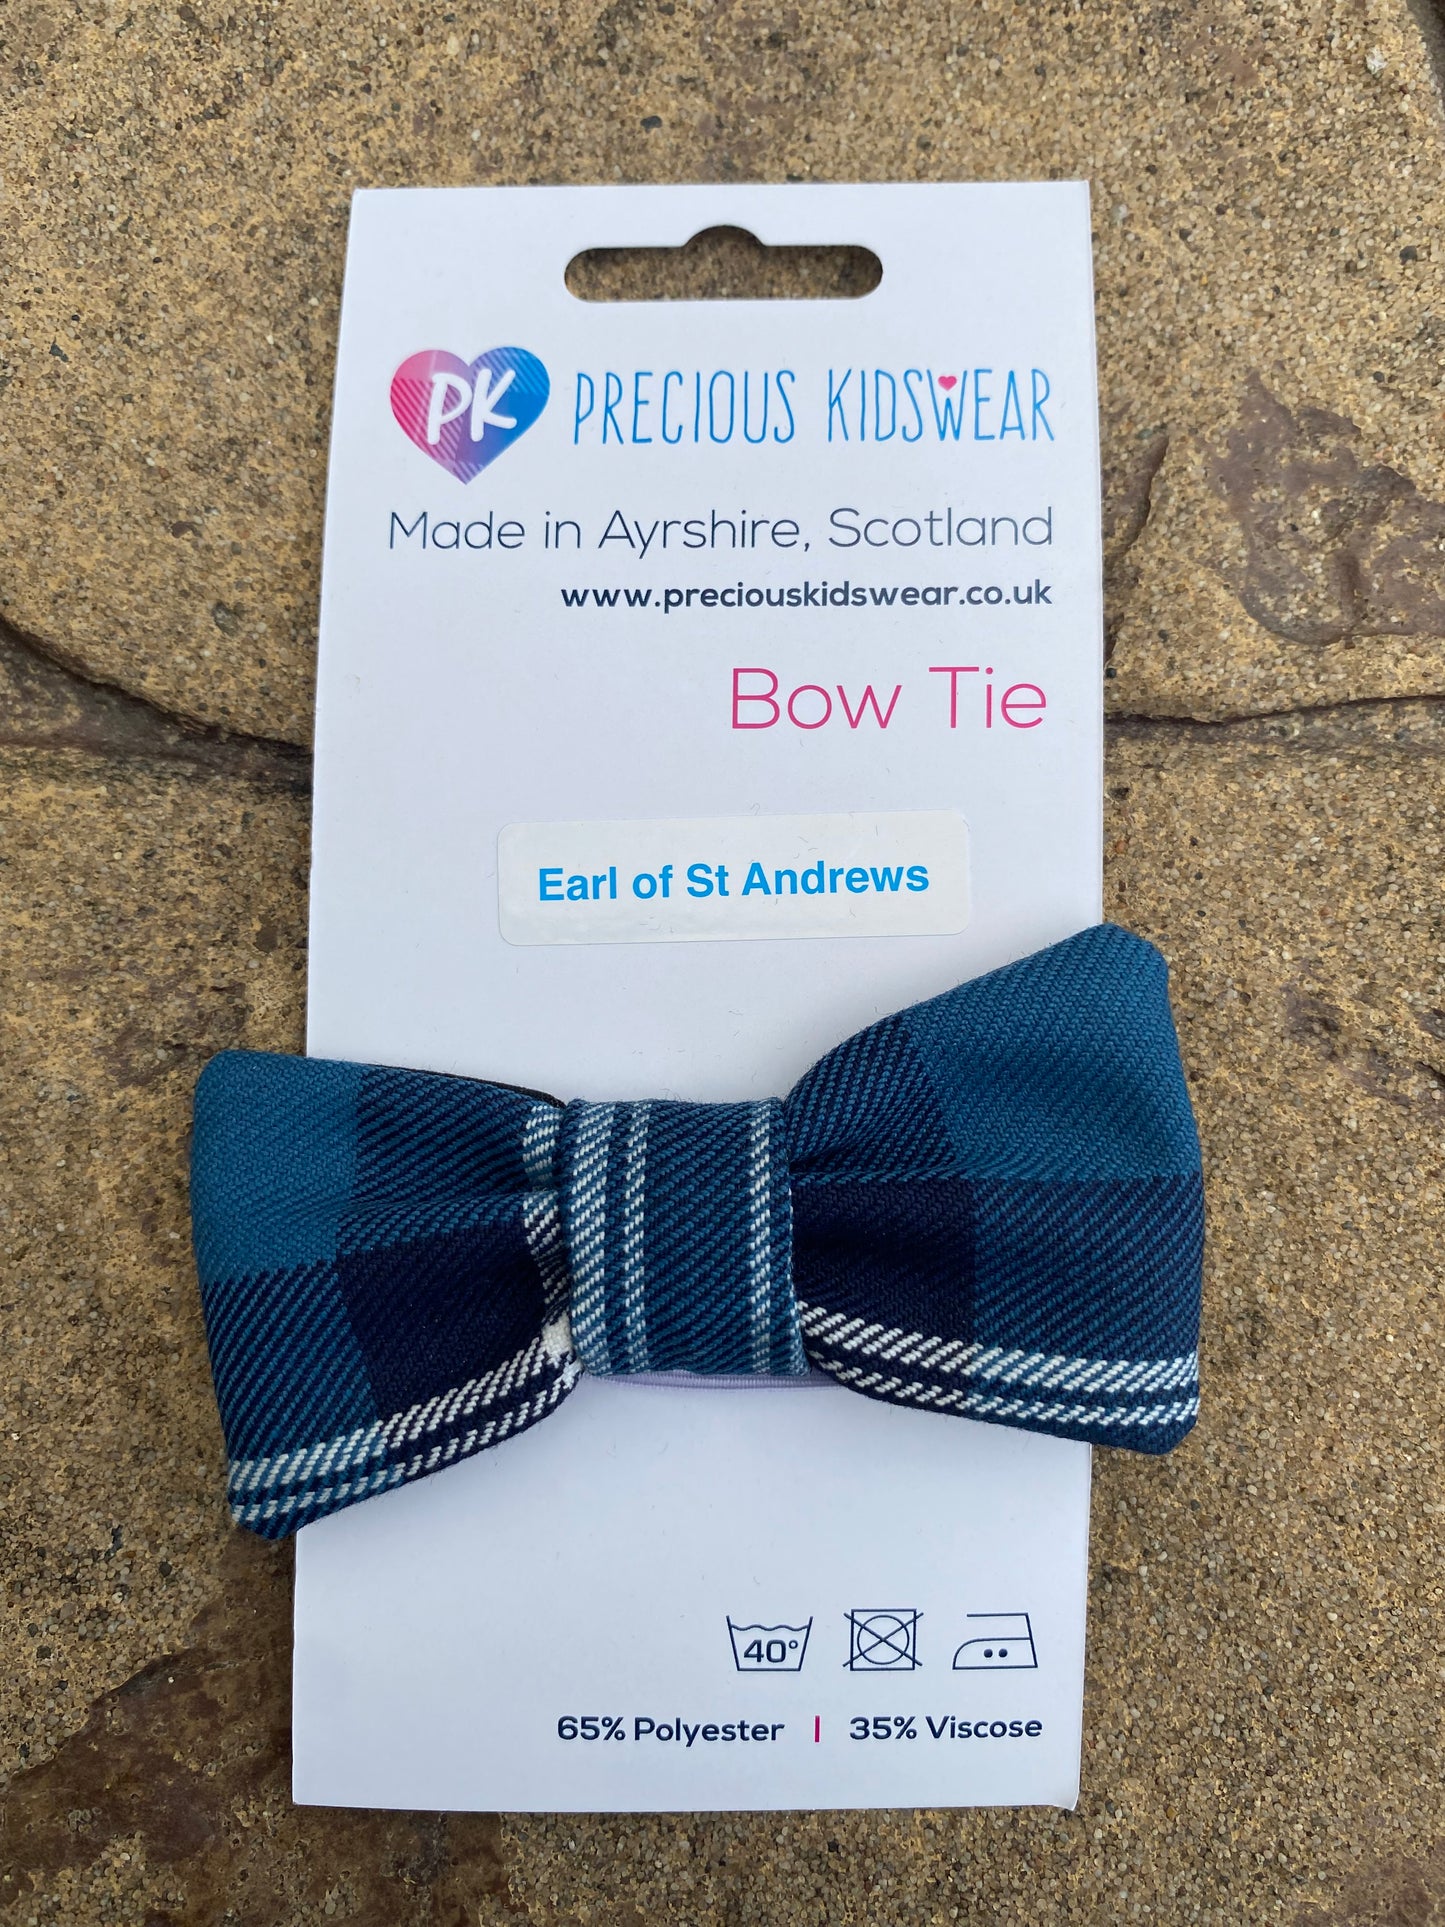 PK PRECIOUS KIDSWEAR
Made in Ayrshire, Scotland
www.preciouskidswear.co.uk
Bow Tie
Earl of St Andrews
40°
65% Polyester | 35% Viscose